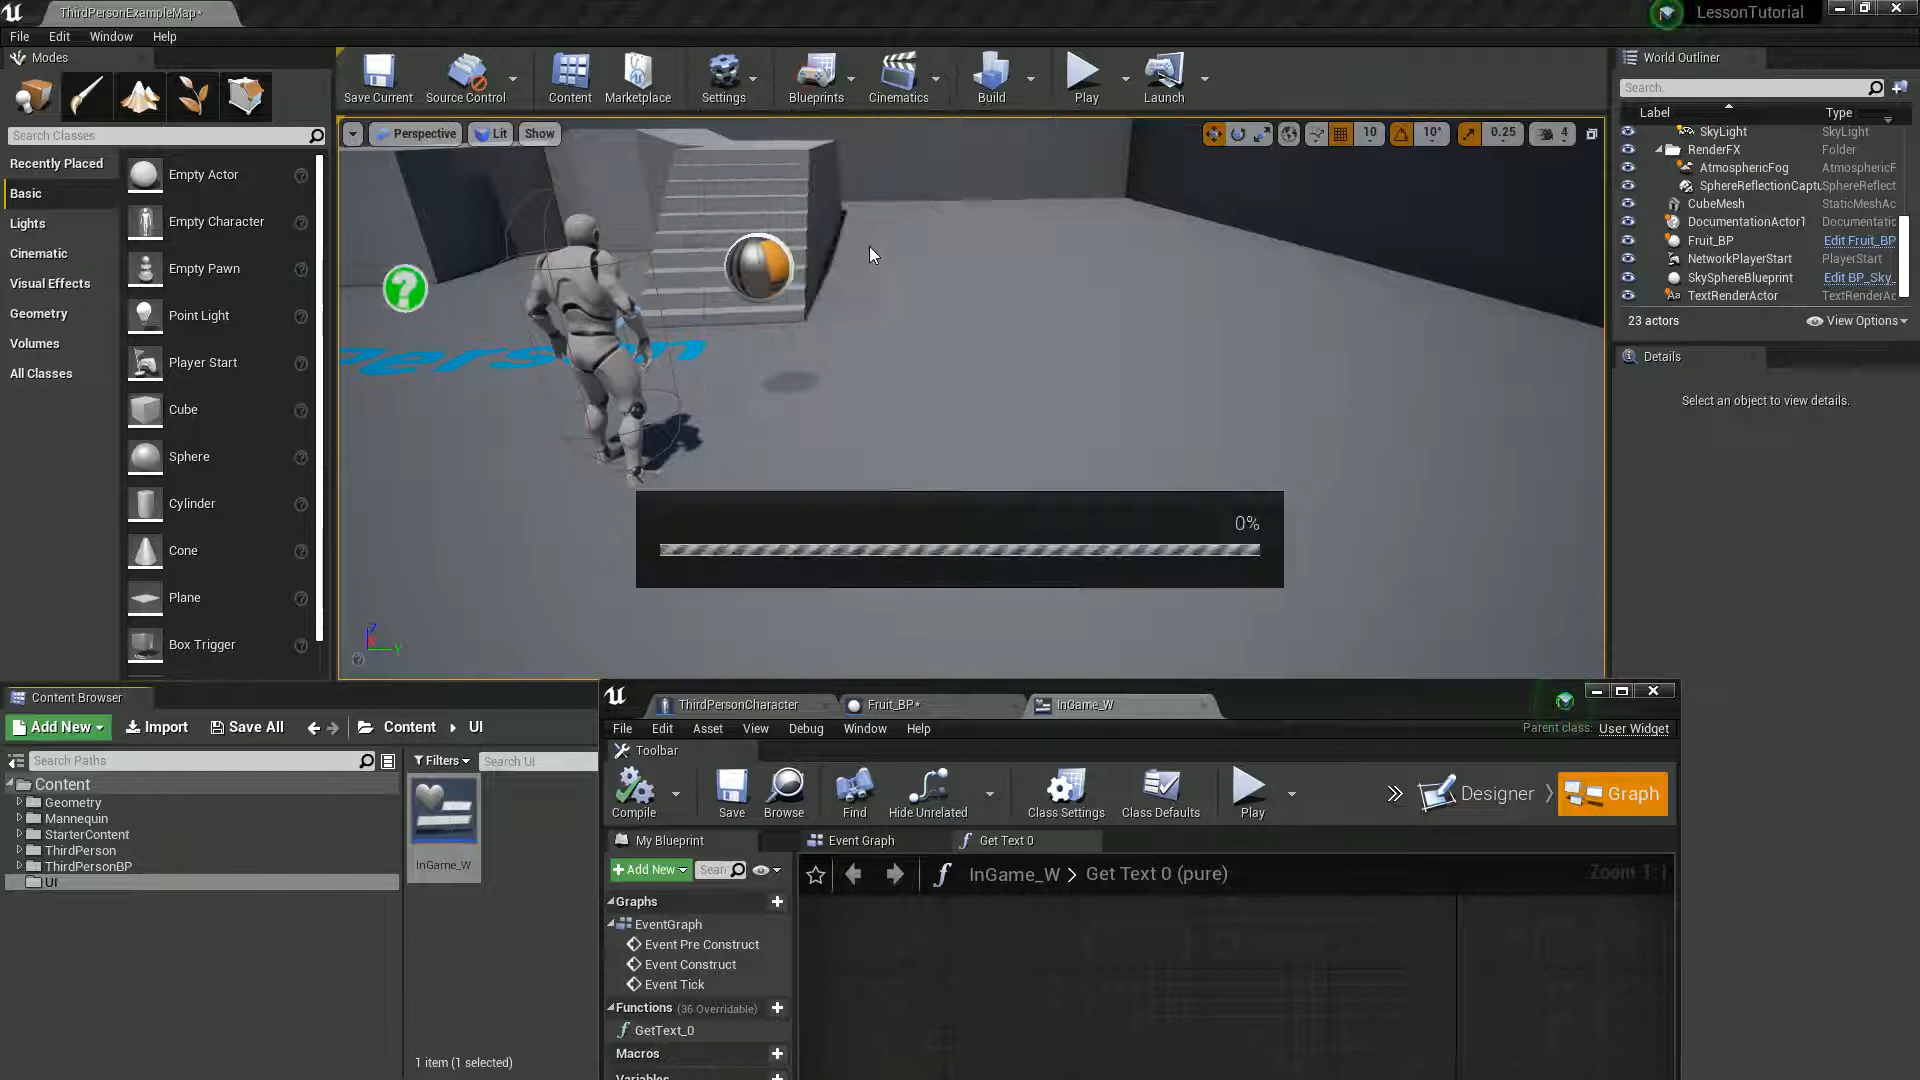 ThirdPersonExampleMap*
LessonTutorial
File Edit Window Help
Modes
Search Classes
Recently Placed
Basic
Lights
Cinematic
Visual Effects
Geometry
Volumes
All Classes
Empty Actor
Empty Character
Empty Pawn
Point Light
Player Start
Cube
Sphere
Cylinder
Cone
Plane
Box Trigger
Save Current Source Control Content Marketplace Settings Blueprints Cinematics Build Play Launch
Perspective Lit Show
10 10° 0.25 4
0%
World Outliner
Search.
Label Type
SkyLight SkyLight
RenderFX Folder
AtmosphericFog AtmosphericF
SphereReflectionCaptu SphereReflect
CubeMesh StaticMeshAc
DocumentationActor1 Documentatic
Fruit_BP Edit Fruit_BP
NetworkPlayerStart PlayerStart
SkySphereBlueprint Edit BP_Sky_
TextRenderActor TextRenderAc
23 actors View Options
Details
Select an object to view details.
Content Browser
Add New Import Save All Content UI
Search Paths
Filters Search UI
Content
Geometry
Mannequin
StarterContent
ThirdPerson
ThirdPersonBP
UI
InGame_W
1 item (1 selected)
ThirdPersonCharacter Fruit_BP* InGame_W
File Edit Asset View Debug Window Help
Parent class: User Widget
Toolbar
Compile Save Browse Find Hide Unrelated Class Settings Class Defaults Play
Designer Graph
My Blueprint Event Graph Get Text 0
Add New Searc
InGame_W > Get Text 0 (pure)
Zoom 1:1
Graphs
EventGraph
Event Pre Construct
Event Construct
Event Tick
Functions (36 Overridable)
GetText_0
Macros
Variables